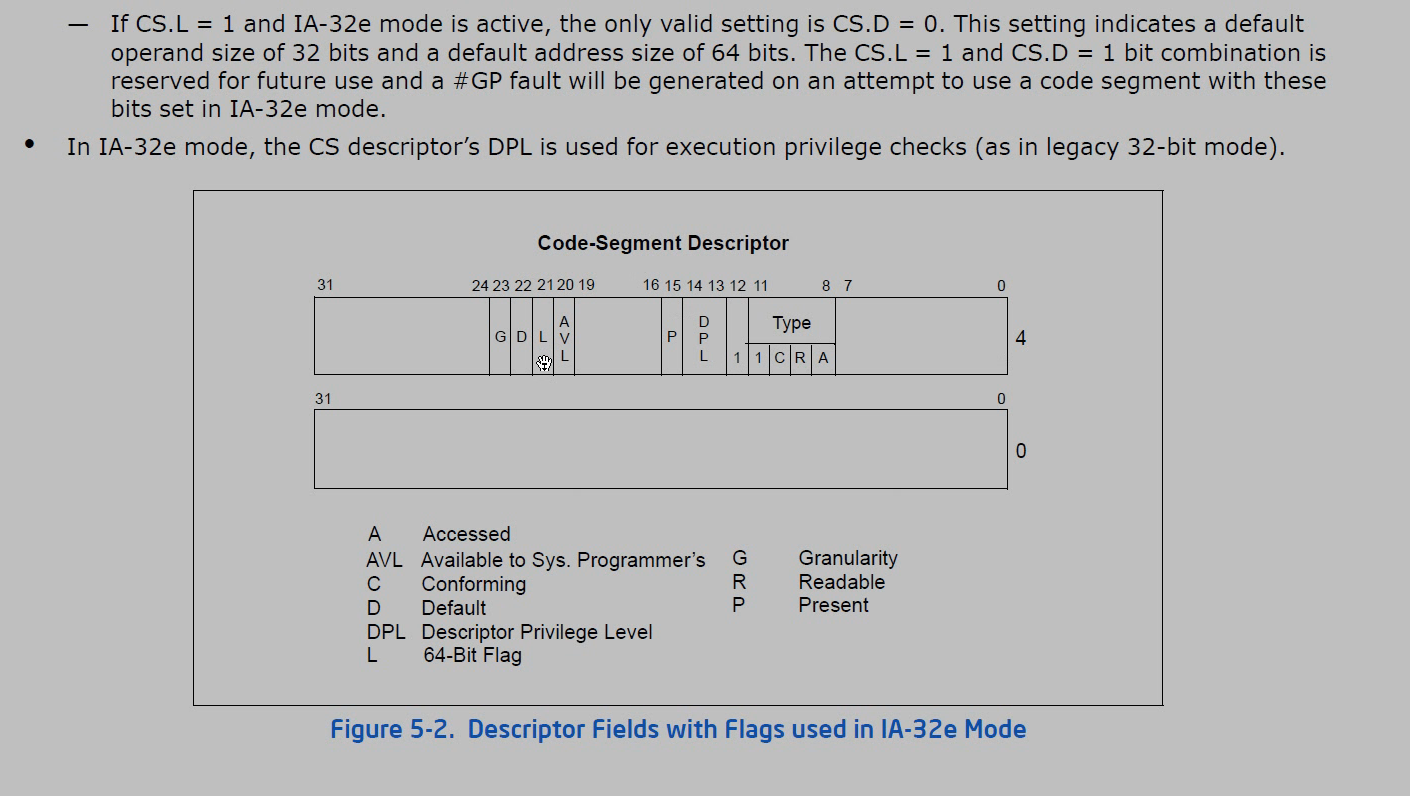 — If CS.L = 1 and IA-32e mode is active, the only valid setting is CS.D = 0. This setting indicates a default
operand size of 32 bits and a default address size of 64 bits. The CS.L = 1 and CS.D = 1 bit combination is
reserved for future use and a #GP fault will be generated on an attempt to use a code segment with these
bits set in IA-32e mode.
• In IA-32e mode, the CS descriptor’s DPL is used for execution privilege checks (as in legacy 32-bit mode).
Code-Segment Descriptor
31 24 23 22 21 20 19 16 15 14 13 12 11 8 7 0
G D L AVL P DPL 1 Type 4
1 C R A
31 0
0
A Accessed
AVL Available to Sys. Programmer’s
C Conforming
D Default
DPL Descriptor Privilege Level
L 64-Bit Flag
G Granularity
R Readable
P Present
Figure 5-2. Descriptor Fields with Flags used in IA-32e Mode